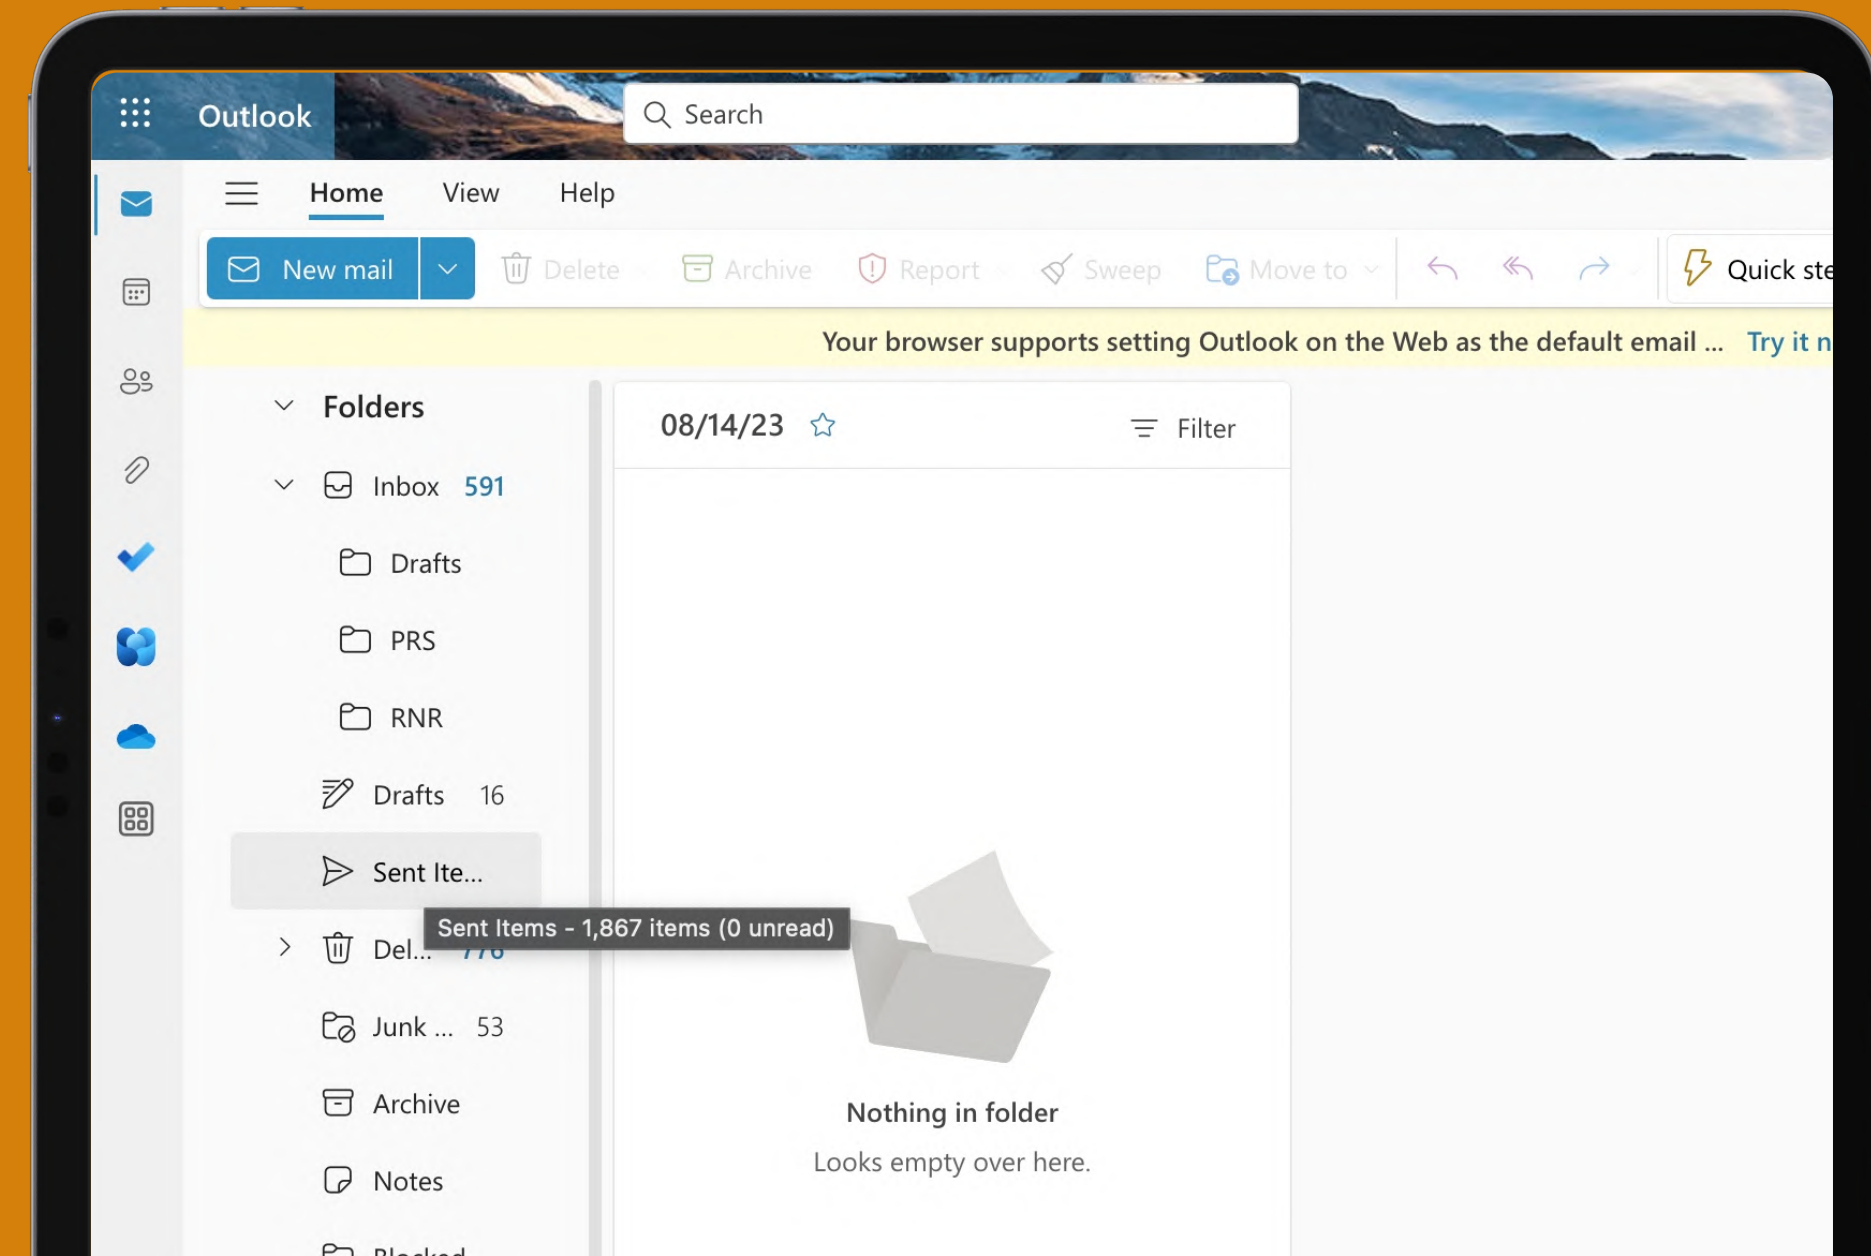 Outlook
Search
Home View Help
New mail Delete Archive Report Sweep Move to Quick ste
Your browser supports setting Outlook on the Web as the default email ... Try it n
Folders
08/14/23 Filter
Inbox 591
Drafts
PRS
RNR
Drafts 16
Sent Ite...
Sent Items - 1,867 items (0 unread)
Del... 776
Junk ... 53
Archive
Nothing in folder
Looks empty over here.
Notes
Blocked